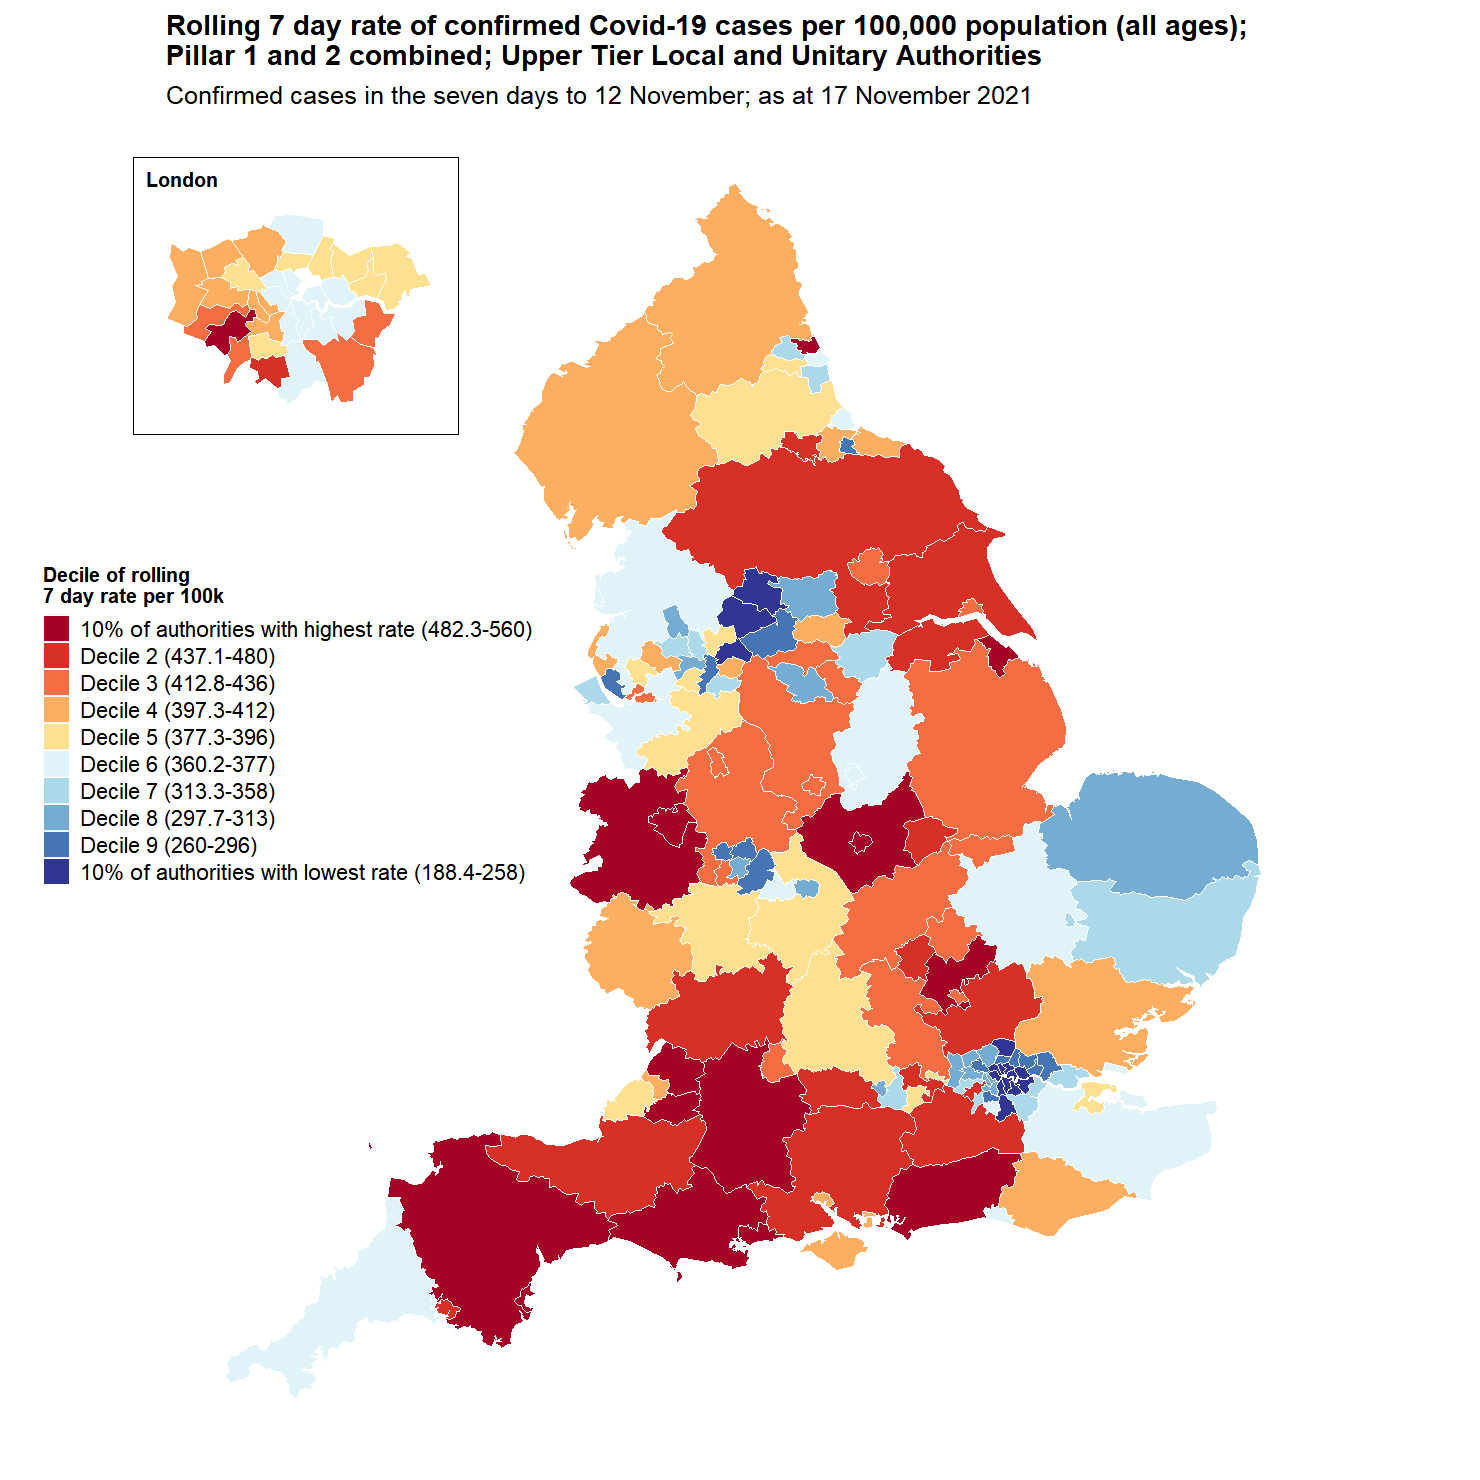 Rolling 7 day rate of confirmed Covid-19 cases per 100,000 population (all ages);
Pillar 1 and 2 combined; Upper Tier Local and Unitary Authorities
Confirmed cases in the seven days to 12 November; as at 17 November 2021
London
Decile of rolling
7 day rate per 100k
10% of authorities with highest rate (482.3-560)
Decile 2 (437.1-480)
Decile 3 (412.8-436)
Decile 4 (397.3-412)
Decile 5 (377.3-396)
Decile 6 (360.2-377)
Decile 7 (313.3-358)
Decile 8 (297.7-313)
Decile 9 (260-296)
10% of authorities with lowest rate (188.4-258)